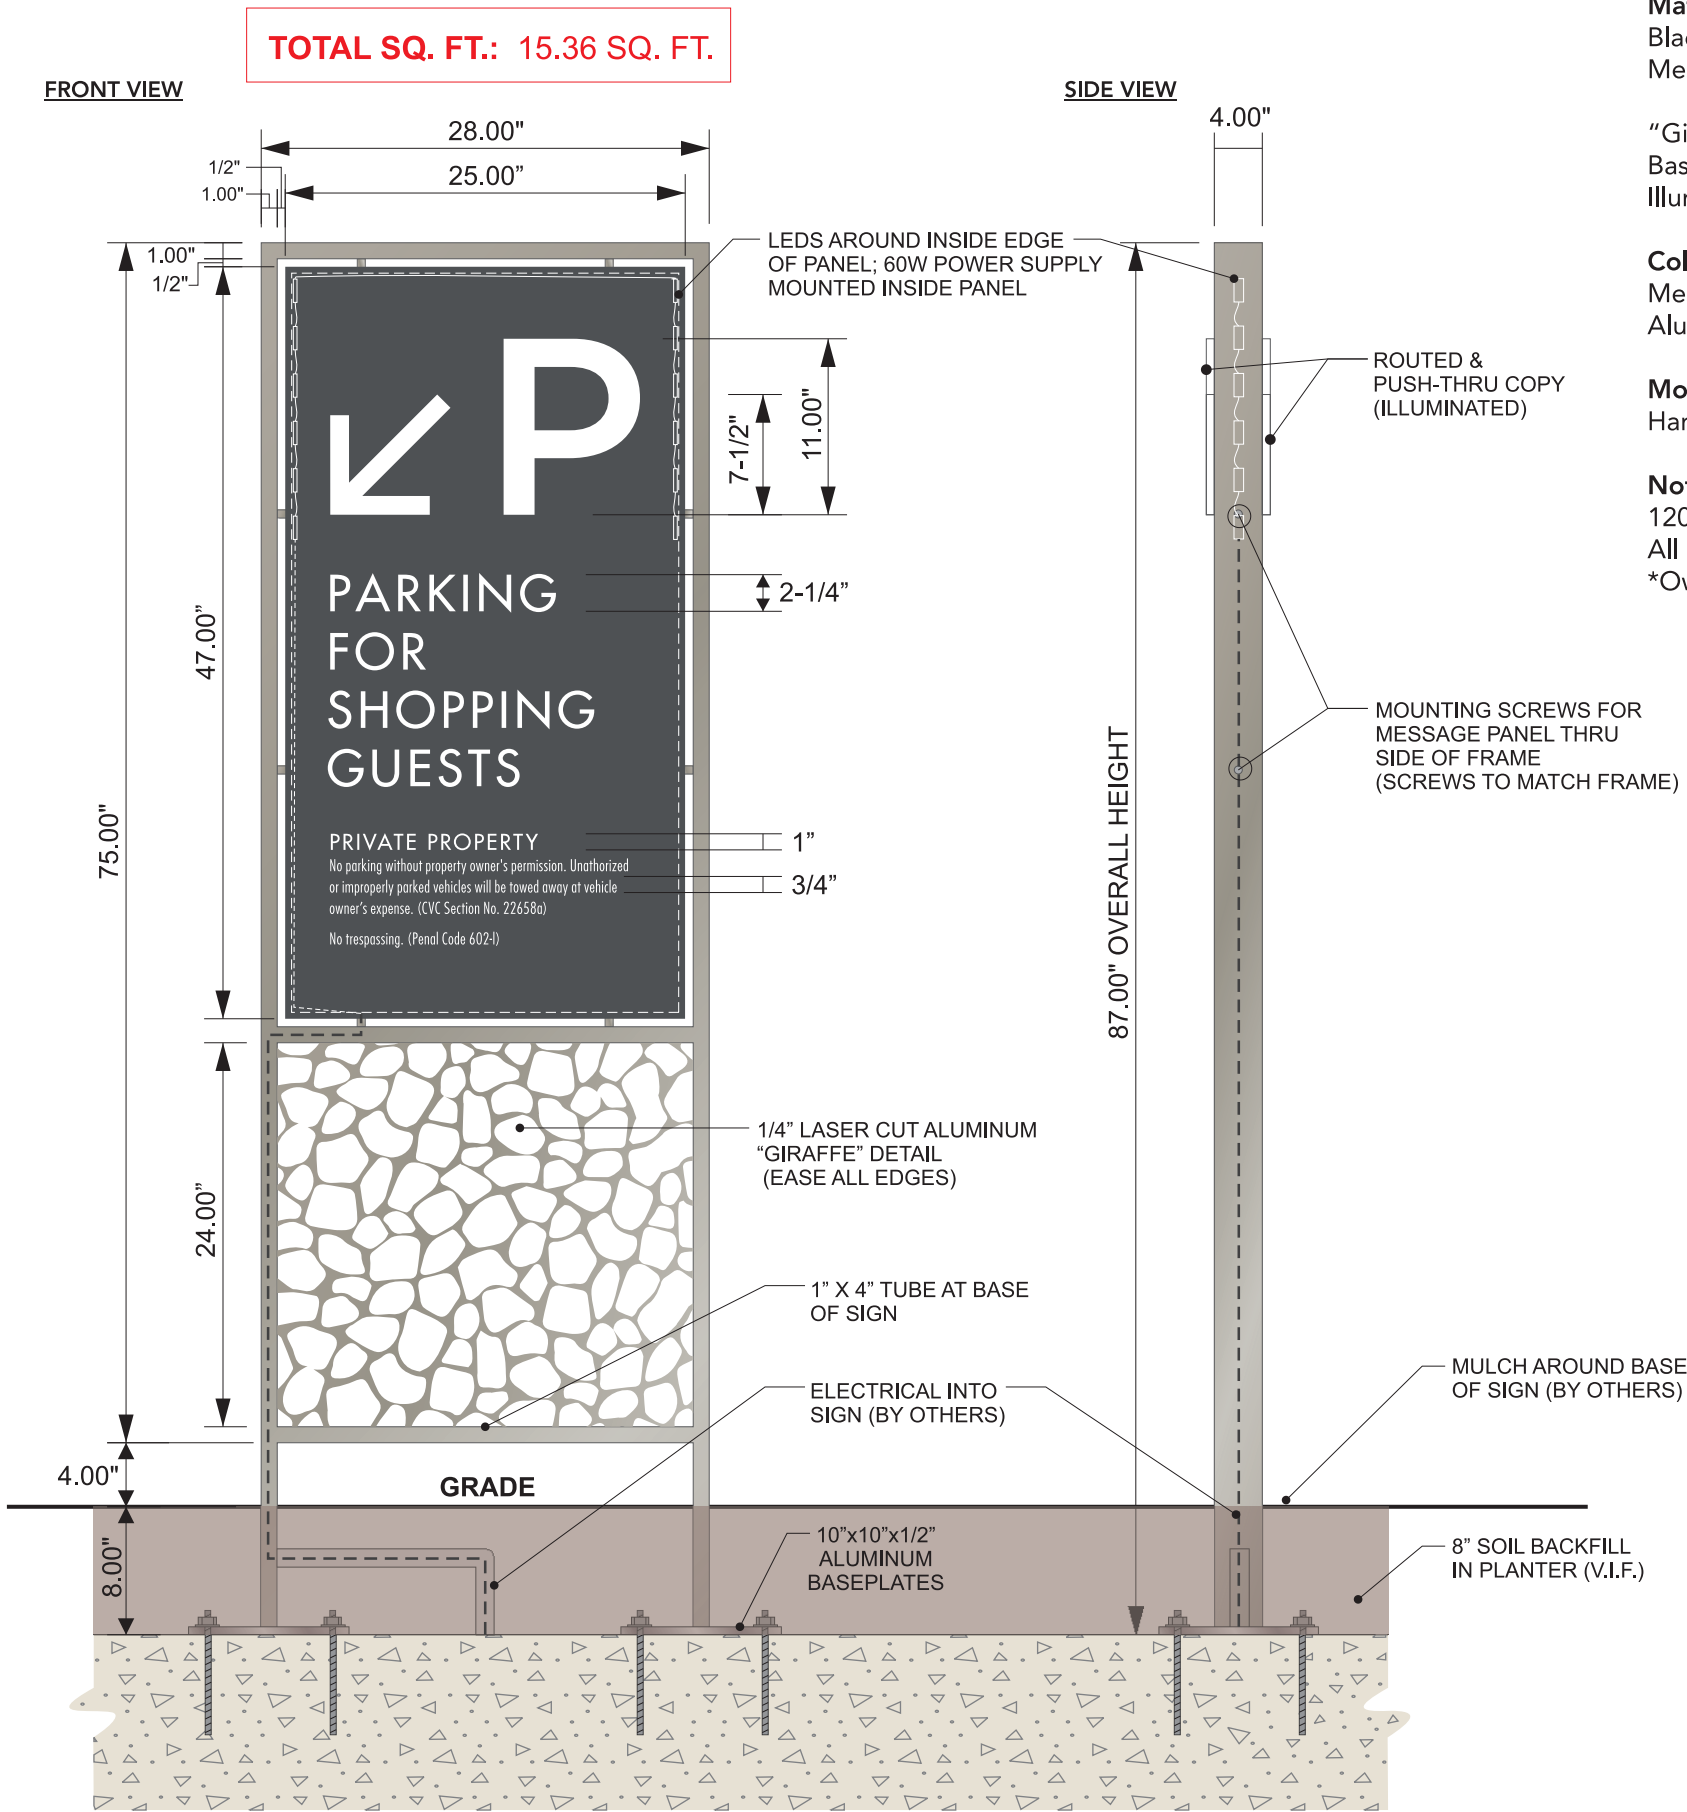 TOTAL SQ. FT.: 15.36 SQ. FT.
FRONT VIEW
28.00"
25.00”
1/2"
1.00"
1.00"
1/2"
47.00”
75.00"
24.00”
4.00"
8.00"
LEDS AROUND INSIDE EDGE
OF PANEL; 60W POWER SUPPLY
MOUNTED INSIDE PANEL
P
7-1/2"
11.00"
PARKING
FOR
SHOPPING
GUESTS
2-1/4”
PRIVATE PROPERTY
No parking without property owner's permission. Unathorized
or improperly parked vehicles will be towed away at vehicle
owner's expense. (CVC Section No. 22658a)
No trespassing. (Penal Code 602-l)
1”
3/4”
1/4” LASER CUT ALUMINUM
“GIRAFFE” DETAIL
(EASE ALL EDGES)
1” X 4” TUBE AT BASE
OF SIGN
ELECTRICAL INTO
SIGN (BY OTHERS)
GRADE
10”x10”x1/2”
ALUMINUM
BASEPLATES
SIDE VIEW
4.00"
87.00" OVERALL HEIGHT
ROUTED &
PUSH-THRU COPY
(ILLUMINATED)
MOUNTING SCREWS FOR
MESSAGE PANEL THRU
SIDE OF FRAME
(SCREWS TO MATCH FRAME)
MULCH AROUND BASE
OF SIGN (BY OTHERS)
8” SOIL BACKFILL
IN PLANTER (V.I.F.)
120
All